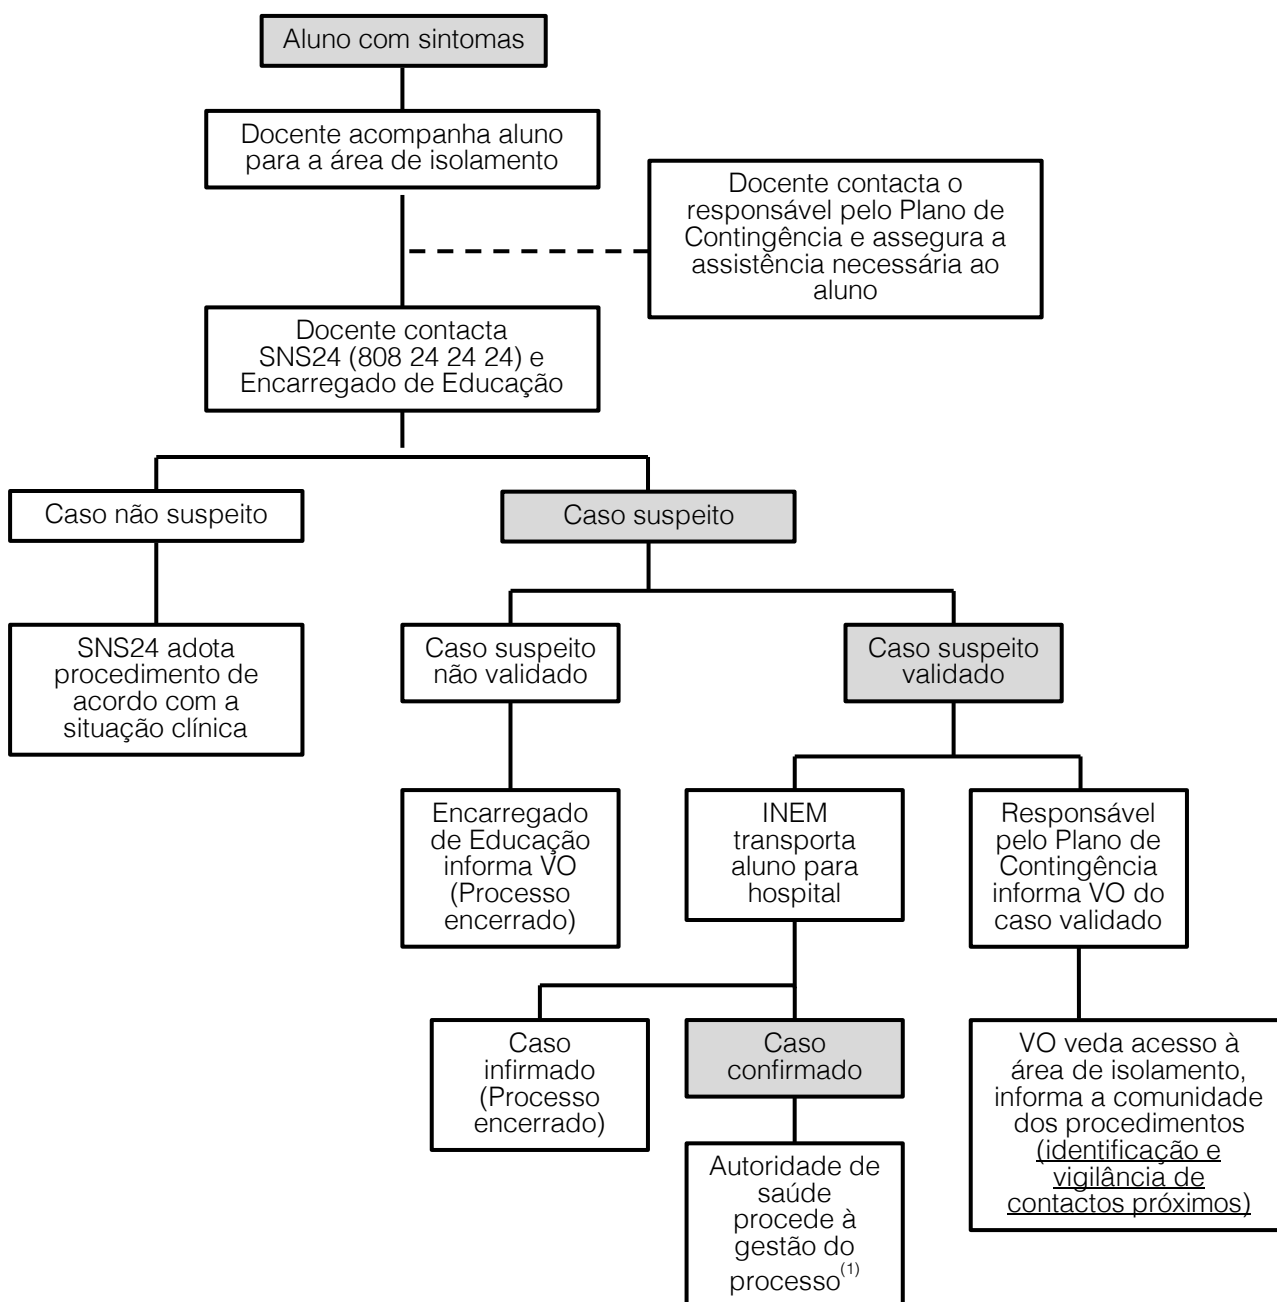 Aluno com sintomas
Docente acompanha aluno
para a área de isolamento
Docente contacta o
responsável pelo Plano de
Contingência e assegura a
assistência necessária ao
aluno
Docente contacta
SNS24 (808 24 24 24) e
Encarregado de Educação
Caso não suspeito
Caso suspeito
SNS24 adota
procedimento de
acordo com a
situação clínica
Caso suspeito
não validado
Caso suspeito
validado
Encarregado
de Educação
informa VO
(Processo
encerrado)
INEM
transporta
aluno para
hospital
Responsável
pelo Plano de
Contingência
informa VO do
caso validado
Caso
infirmado
(Processo
encerrado)
Caso
confirmado
VO veda acesso à
área de isolamento,
informa a comunidade
dos procedimentos
(identificação e
vigilância de
contactos próximos)
Autoridade de
saúde
procede à
gestão do
processo(1)